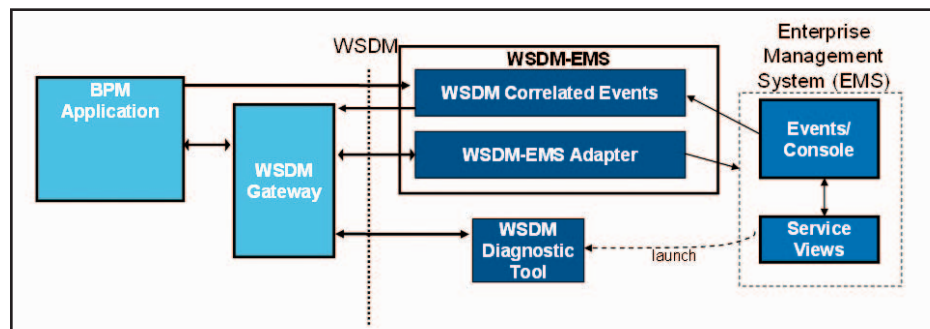 WSDM
Enterprise
Management
System (EMS)
WSDM-EMS
BPM
Application
WSDM Correlated Events
Events/
Console
WSDM
Gateway
WSDM-EMS Adapter
WSDM
Diagnostic
Tool
launch
Service
Views